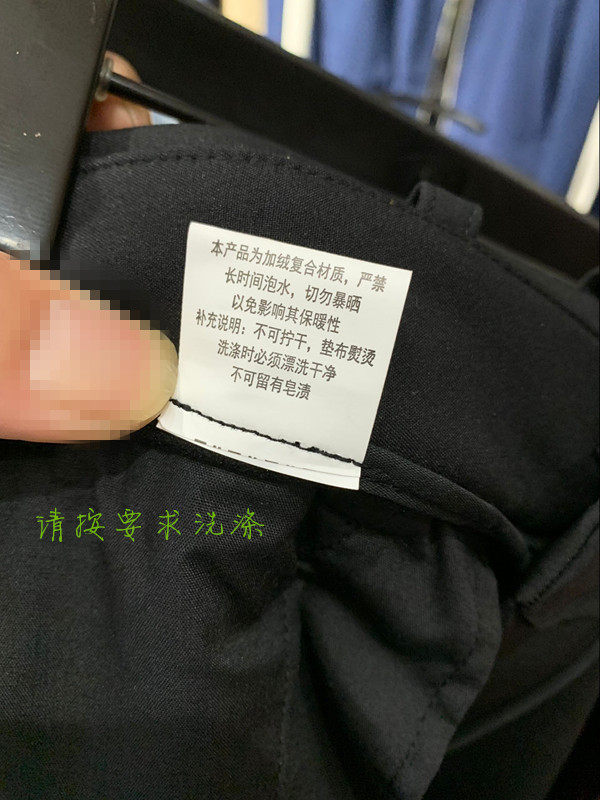 本产品为加绒复合材质，严禁
长时间泡水，切勿暴晒
以免影响其保暖性
补充说明：不可拧干，垫布熨烫
洗涤时必须漂洗干净
不可留有皂渍
请按要求洗涤